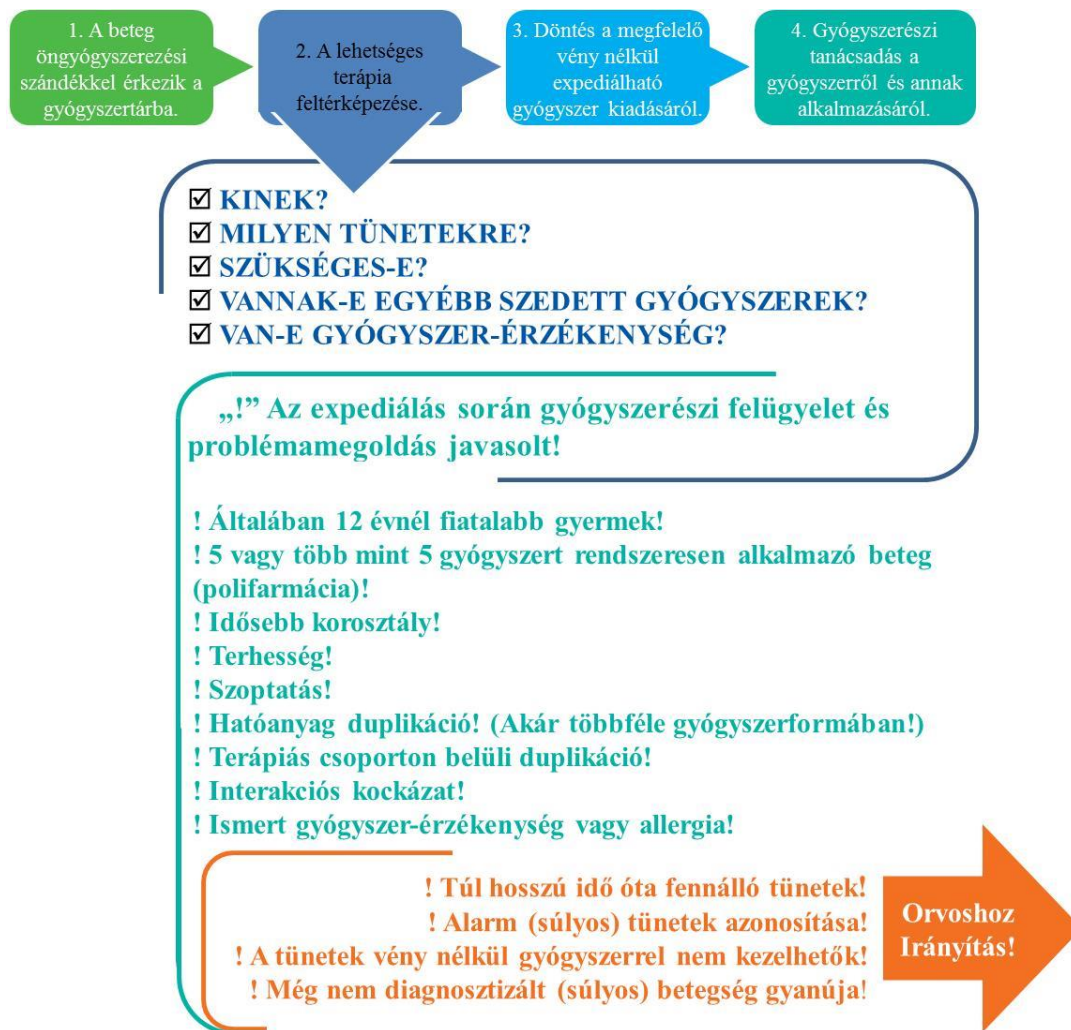 1. A beteg
öngyógyszerezési
szándékkel érkezik a
gyógyszertárba.
2. A lehetséges
terápia
feltérképezése.
3. Döntés a megfelelő
vény nélkül
expediálható
gyógyszer kiadásáról.
4. Gyógyszerészi
tanácsadás a
gyógyszerről és annak
alkalmazásáról.
☑ KINEK?
☑ MILYEN TÜNETEKRE?
☑ SZÜKSÉGES-E?
☑ VANNAK-E EGYÉBB SZEDETT GYÓGYSZEREK?
☑ VAN-E GYÓGYSZER-ÉRZÉKENYSÉG?
„!” Az expediálás során gyógyszerészi felügyelet és
problémamegoldás javasolt!
! Általában 12 évnél fiatalabb gyermek!
! 5 vagy több mint 5 gyógyszert rendszeresen alkalmazó beteg
(polifarmácia)!
! Idősebb korosztály!
! Terhesség!
! Szoptatás!
! Hatóanyag duplikáció! (Akár többféle gyógyszerformában!)
! Terápiás csoporton belüli duplikáció!
! Interakciós kockázat!
! Ismert gyógyszer-érzékenység vagy allergia!
! Túl hosszú idő óta fennálló tünetek!
! Alarm (súlyos) tünetek azonosítása!
! A tünetek vény nélkül gyógyszerrel nem kezelhetők!
! Még nem diagnosztizált (súlyos) betegség gyanúja!
Orvoshoz
Irányítás!